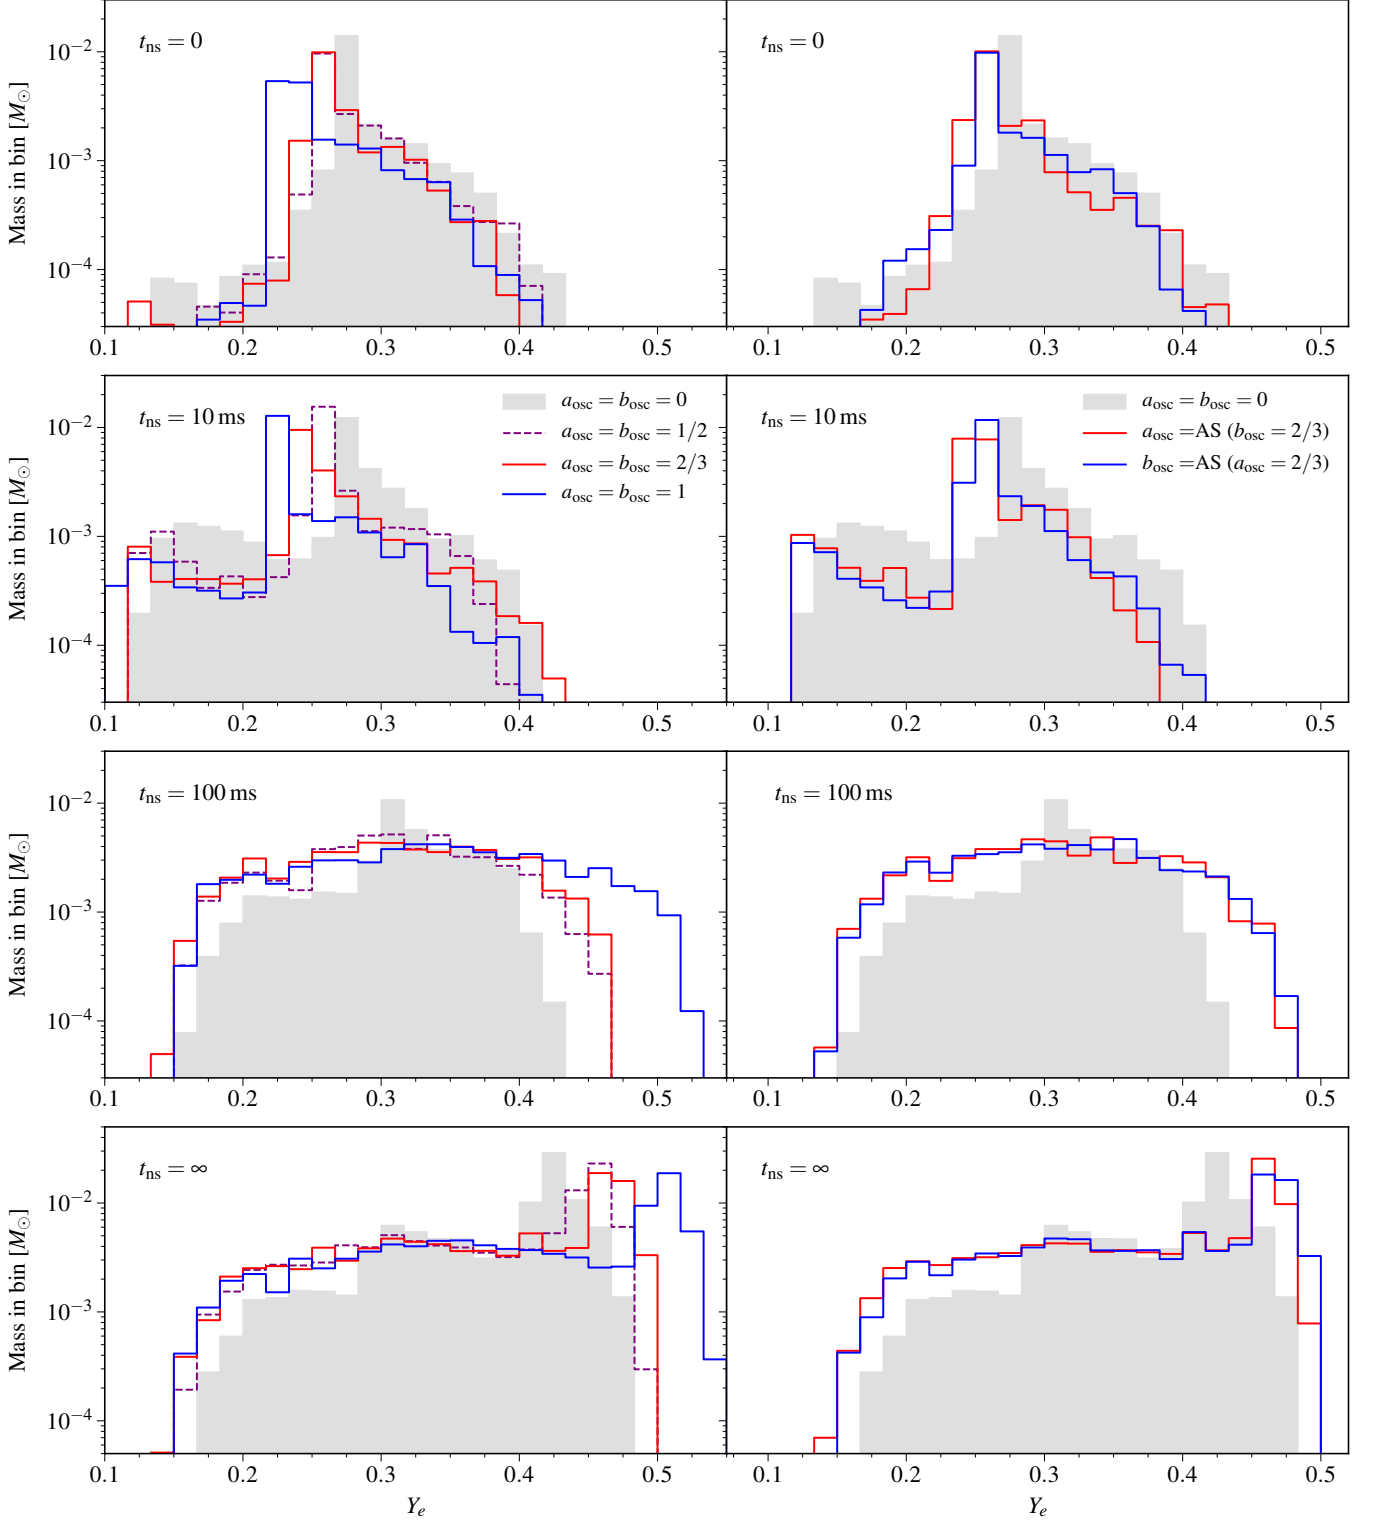 Mass in bin [M⊙]
10⁻²
10⁻³
10⁻⁴
t_ns = 0
0.1 0.2 0.3 0.4 0.5
t_ns = 0
0.1 0.2 0.3 0.4 0.5
Mass in bin [M⊙]
10⁻²
10⁻³
10⁻⁴
t_ns = 10 ms
a_osc = b_osc = 0
a_osc = b_osc = 1/2
a_osc = b_osc = 2/3
a_osc = b_osc = 1
0.1 0.2 0.3 0.4 0.5
t_ns = 10 ms
a_osc = b_osc = 0
a_osc =AS (b_osc = 2/3)
b_osc =AS (a_osc = 2/3)
0.1 0.2 0.3 0.4 0.5
Mass in bin [M⊙]
10⁻²
10⁻³
10⁻⁴
t_ns = 100 ms
0.1 0.2 0.3 0.4 0.5
t_ns = 100 ms
0.1 0.2 0.3 0.4 0.5
Mass in bin [M⊙]
10⁻²
10⁻³
10⁻⁴
t_ns = ∞
0.1 0.2 0.3 0.4 0.5
Y_e
t_ns = ∞
0.1 0.2 0.3 0.4 0.5
Y_e